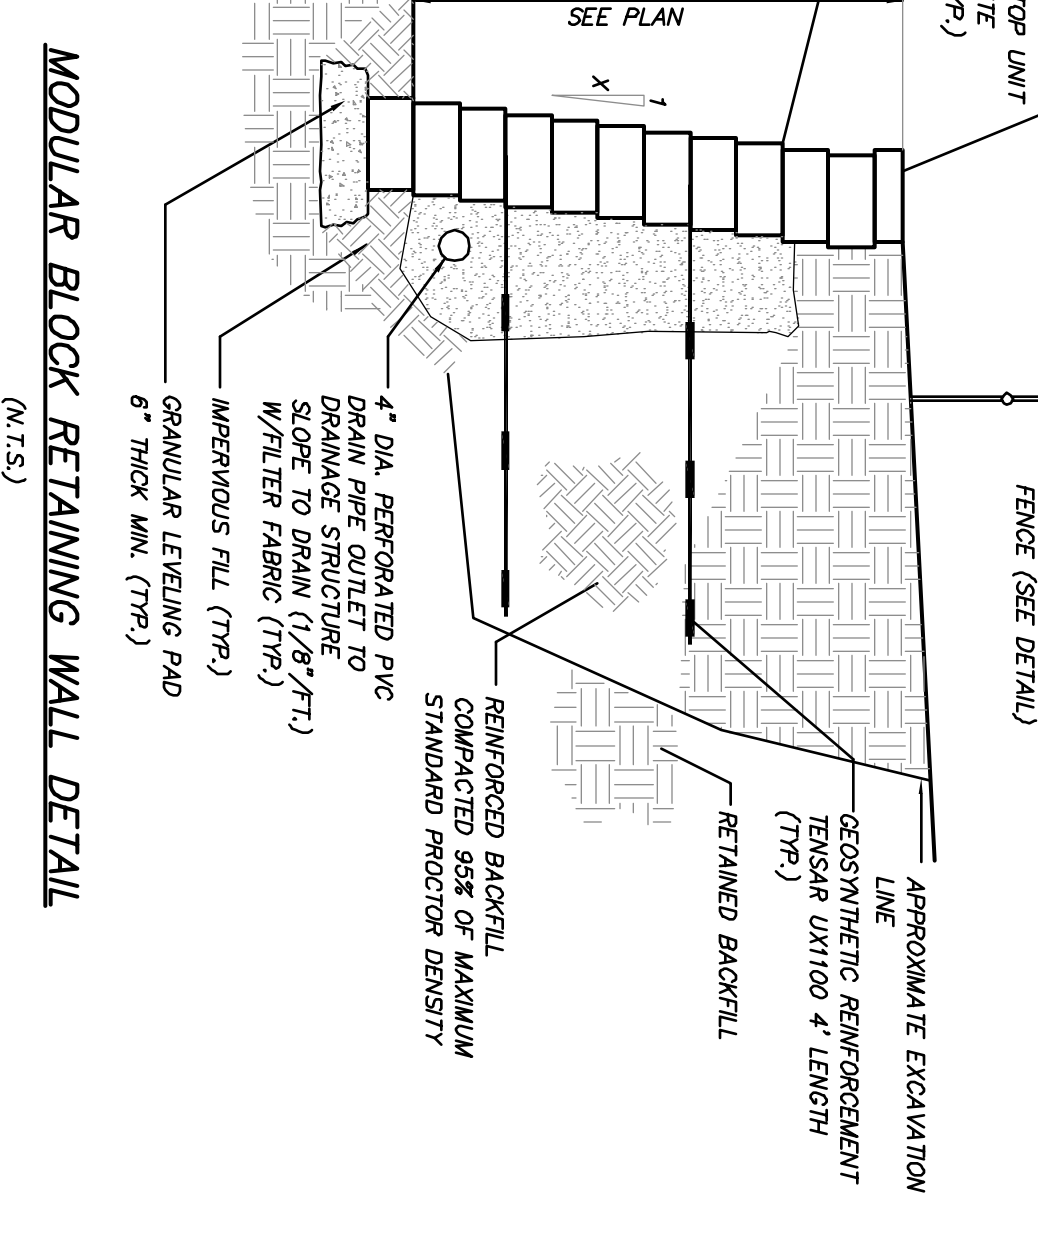 TOP UNIT
SEE PLAN
1
X
FENCE (SEE DETAIL)
APPROXIMATE EXCAVATION
LINE
GEOSYNTHETIC REINFORCEMENT
TENSAR UX1100 4' LENGTH
(TYP.)
RETAINED BACKFILL
REINFORCED BACKFILL
COMPACTED 95% OF MAXIMUM
STANDARD PROCTOR DENSITY
4" DIA. PERFORATED PVC
DRAIN PIPE OUTLET TO
DRAINAGE STRUCTURE
SLOPE TO DRAIN (1/8"/FT.)
W/FILTER FABRIC (TYP.)
IMPERVIOUS FILL (TYP.)
GRANULAR LEVELING PAD
6" THICK MIN. (TYP.)
MODULAR BLOCK RETAINING WALL DETAIL
(N.T.S.)